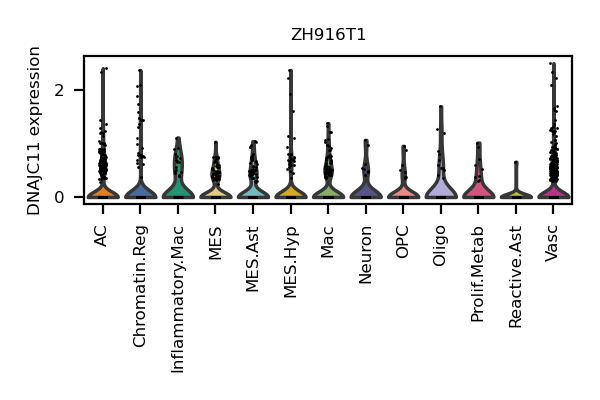 ZH916T1
DNAJC11 expression
2
0
AC
Chromatin.Reg
Inflammatory.Mac
MES
MES.Ast
MES.Hyp
Mac
Neuron
OPC
Oligo
Prolif.Metab
Reactive.Ast
Vasc